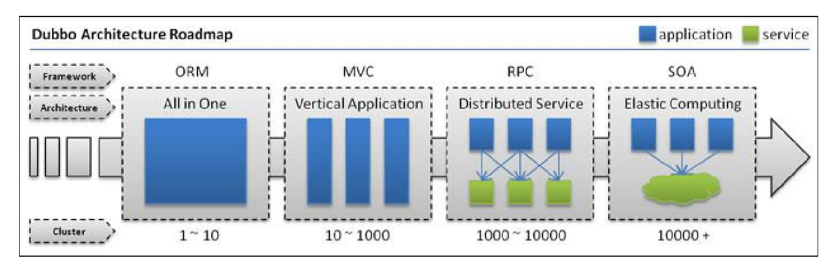 Dubbo Architecture Roadmap
application service
Framework ORM MVC RPC SOA
Architecture All in One Vertical Application Distributed Service Elastic Computing
Cluster 1 ~ 10 10 ~ 1000 1000 ~ 10000 10000 +